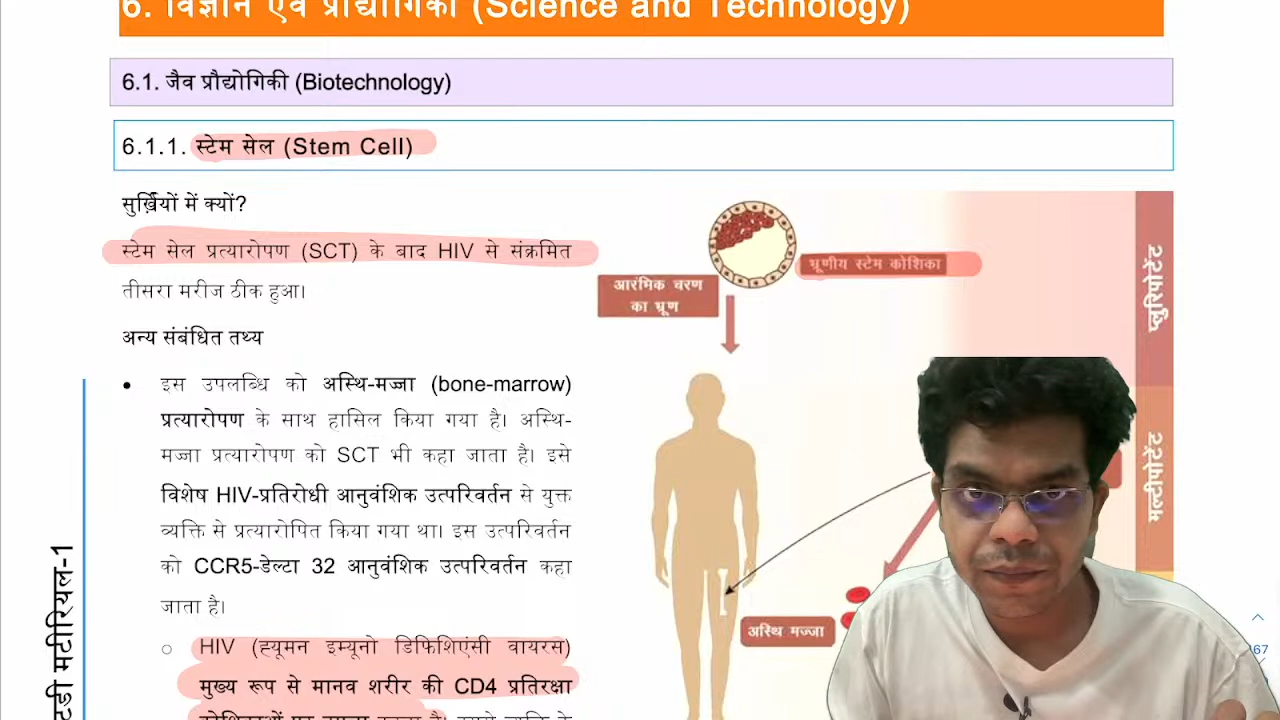 6. विज्ञान एवं प्रौद्योगिकी (Science and Technology)
6.1. जैव प्रौद्योगिकी (Biotechnology)
6.1.1. स्टेम सेल (Stem Cell)
सुर्ख़ियों में क्यों?
स्टेम सेल प्रत्यारोपण (SCT) के बाद HIV से संक्रमित
तीसरा मरीज ठीक हुआ।
अन्य संबंधित तथ्य
• इस उपलब्धि को अस्थि-मज्जा (bone-marrow)
प्रत्यारोपण के साथ हासिल किया गया है। अस्थि-
मज्जा प्रत्यारोपण को SCT भी कहा जाता है। इसे
विशेष HIV-प्रतिरोधी आनुवंशिक उत्परिवर्तन से युक्त
व्यक्ति से प्रत्यारोपित किया गया था। इस उत्परिवर्तन
को CCR5-डेल्टा 32 आनुवंशिक उत्परिवर्तन कहा
जाता है।
○ HIV (ह्यूमन इम्यूनो डिफिशिएंसी वायरस)
मुख्य रूप से मानव शरीर की CD4 प्रतिरक्षा
भ्रूणीय स्टेम कोशिका
आरंभिक चरण
का भ्रूण
अस्थि मज्जा
प्लुरिपोटेंट
मल्टीपोटेंट
मटीरियल-1